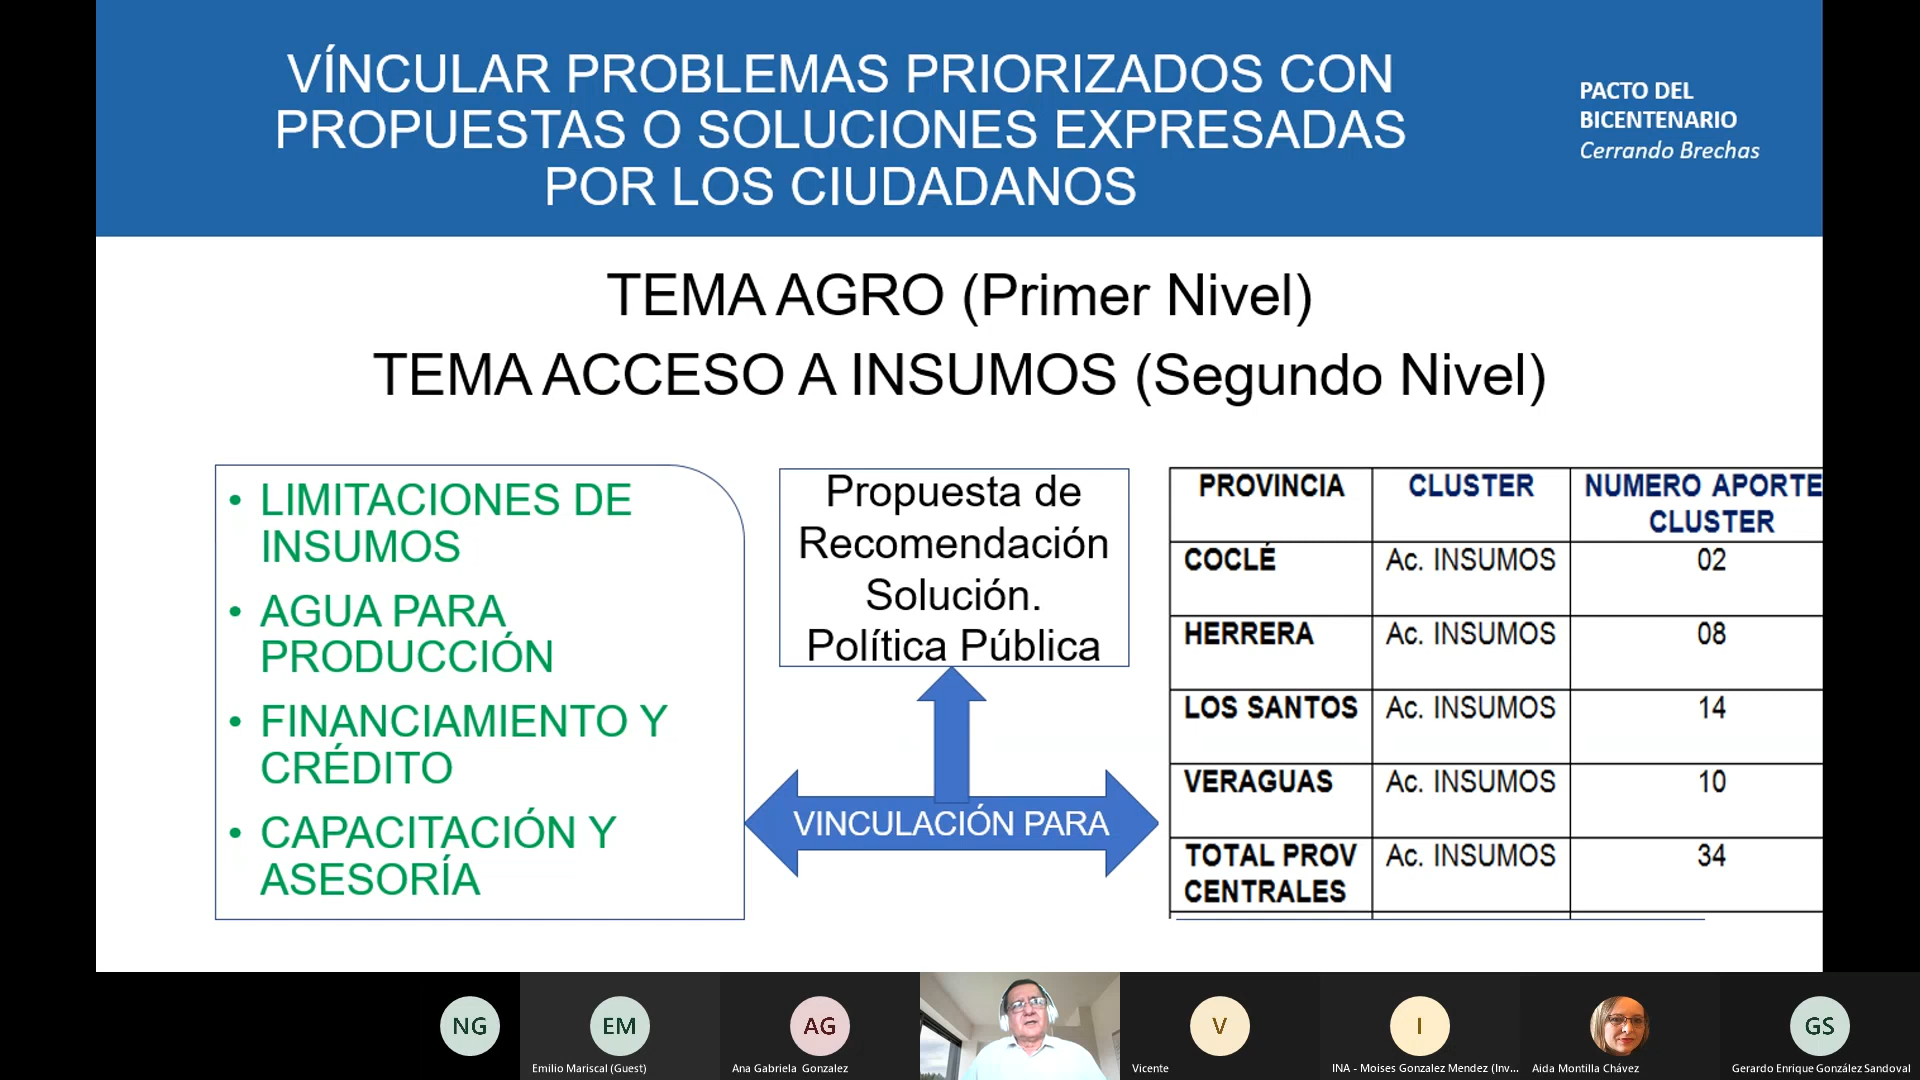 VÍNCULAR PROBLEMAS PRIORIZADOS CON
PROPUESTAS O SOLUCIONES EXPRESADAS
POR LOS CIUDADANOS
PACTO DEL
BICENTENARIO
Cerrando Brechas
TEMA AGRO (Primer Nivel)
TEMA ACCESO A INSUMOS (Segundo Nivel)
• LIMITACIONES DE
INSUMOS
• AGUA PARA
PRODUCCIÓN
• FINANCIAMIENTO Y
CRÉDITO
• CAPACITACIÓN Y
ASESORÍA
Propuesta de
Recomendación
Solución.
Política Pública
VINCULACIÓN PARA
PROVINCIA CLUSTER NUMERO APORTE
CLUSTER
COCLÉ Ac. INSUMOS 02
HERRERA Ac. INSUMOS 08
LOS SANTOS Ac. INSUMOS 14
VERAGUAS Ac. INSUMOS 10
TOTAL PROV Ac. INSUMOS 34
CENTRALES
NG
EM
AG
V
I
GS
Emilio Mariscal (Guest)
Ana Gabriela Gonzalez
Vicente
INA - Moises Gonzalez Mendez (Inv...
Aida Montilla Chávez
Gerardo Enrique González Sandoval